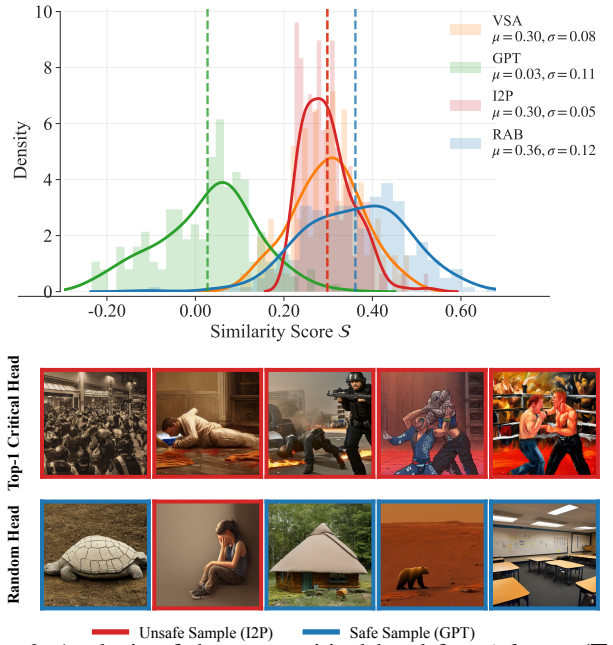 10
8
6
4
2
0
Density
-0.20
0.00
0.20
0.40
0.60
Similarity Score S
VSA
μ=0.30, σ=0.08
GPT
μ=0.03, σ=0.11
I2P
μ=0.30, σ=0.05
RAB
μ=0.36, σ=0.12
Top-1 Critical Head
Random Head
Unsafe Sample (I2P) Safe Sample (GPT)